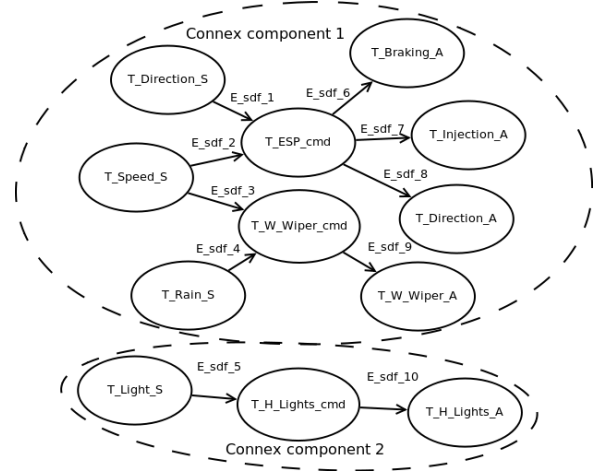 Connex component 1
T_Braking_A
T_Direction_S
E_sdf_1
E_sdf_6
E_sdf_7
T_Injection_A
E_sdf_2
T_ESP_cmd
T_Speed_S
E_sdf_3
E_sdf_8
T_Direction_A
T_W_Wiper_cmd
E_sdf_4
E_sdf_9
T_Rain_S
T_W_Wiper_A
E_sdf_5
E_sdf_10
T_Light_S
T_H_Lights_cmd
T_H_Lights_A
Connex component 2